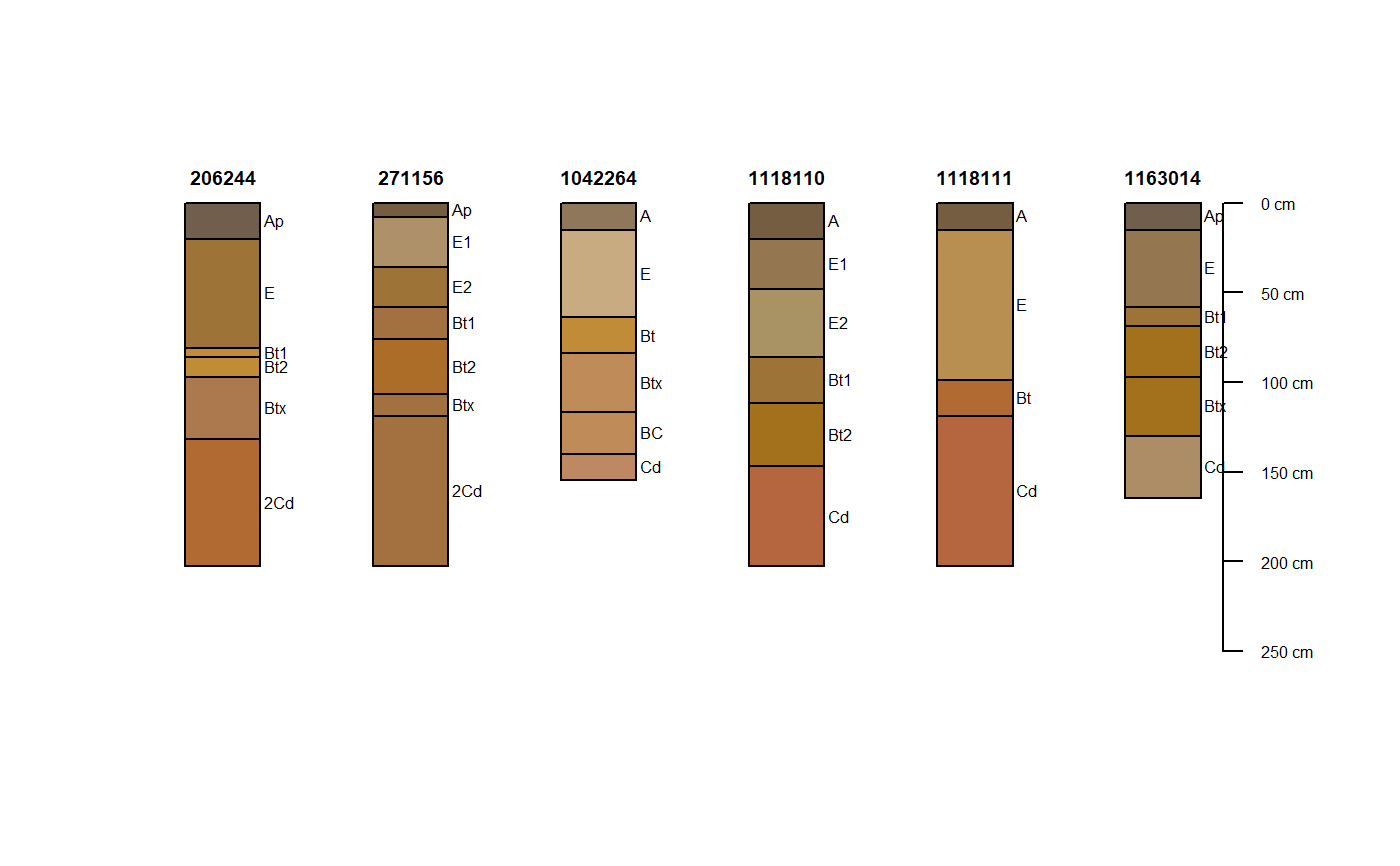 206244
271156
1042264
1118110
1118111
1163014
Ap
E
Bt1
Bt2
Btx
2Cd
Ap
E1
E2
Bt1
Bt2
Btx
2Cd
A
E
Bt
Btx
BC
Cd
A
E1
E2
Bt1
Bt2
Cd
A
E
Bt
Cd
Ap
E
Bt1
Bt2
Btx
Cd
0 cm
50 cm
100 cm
150 cm
200 cm
250 cm